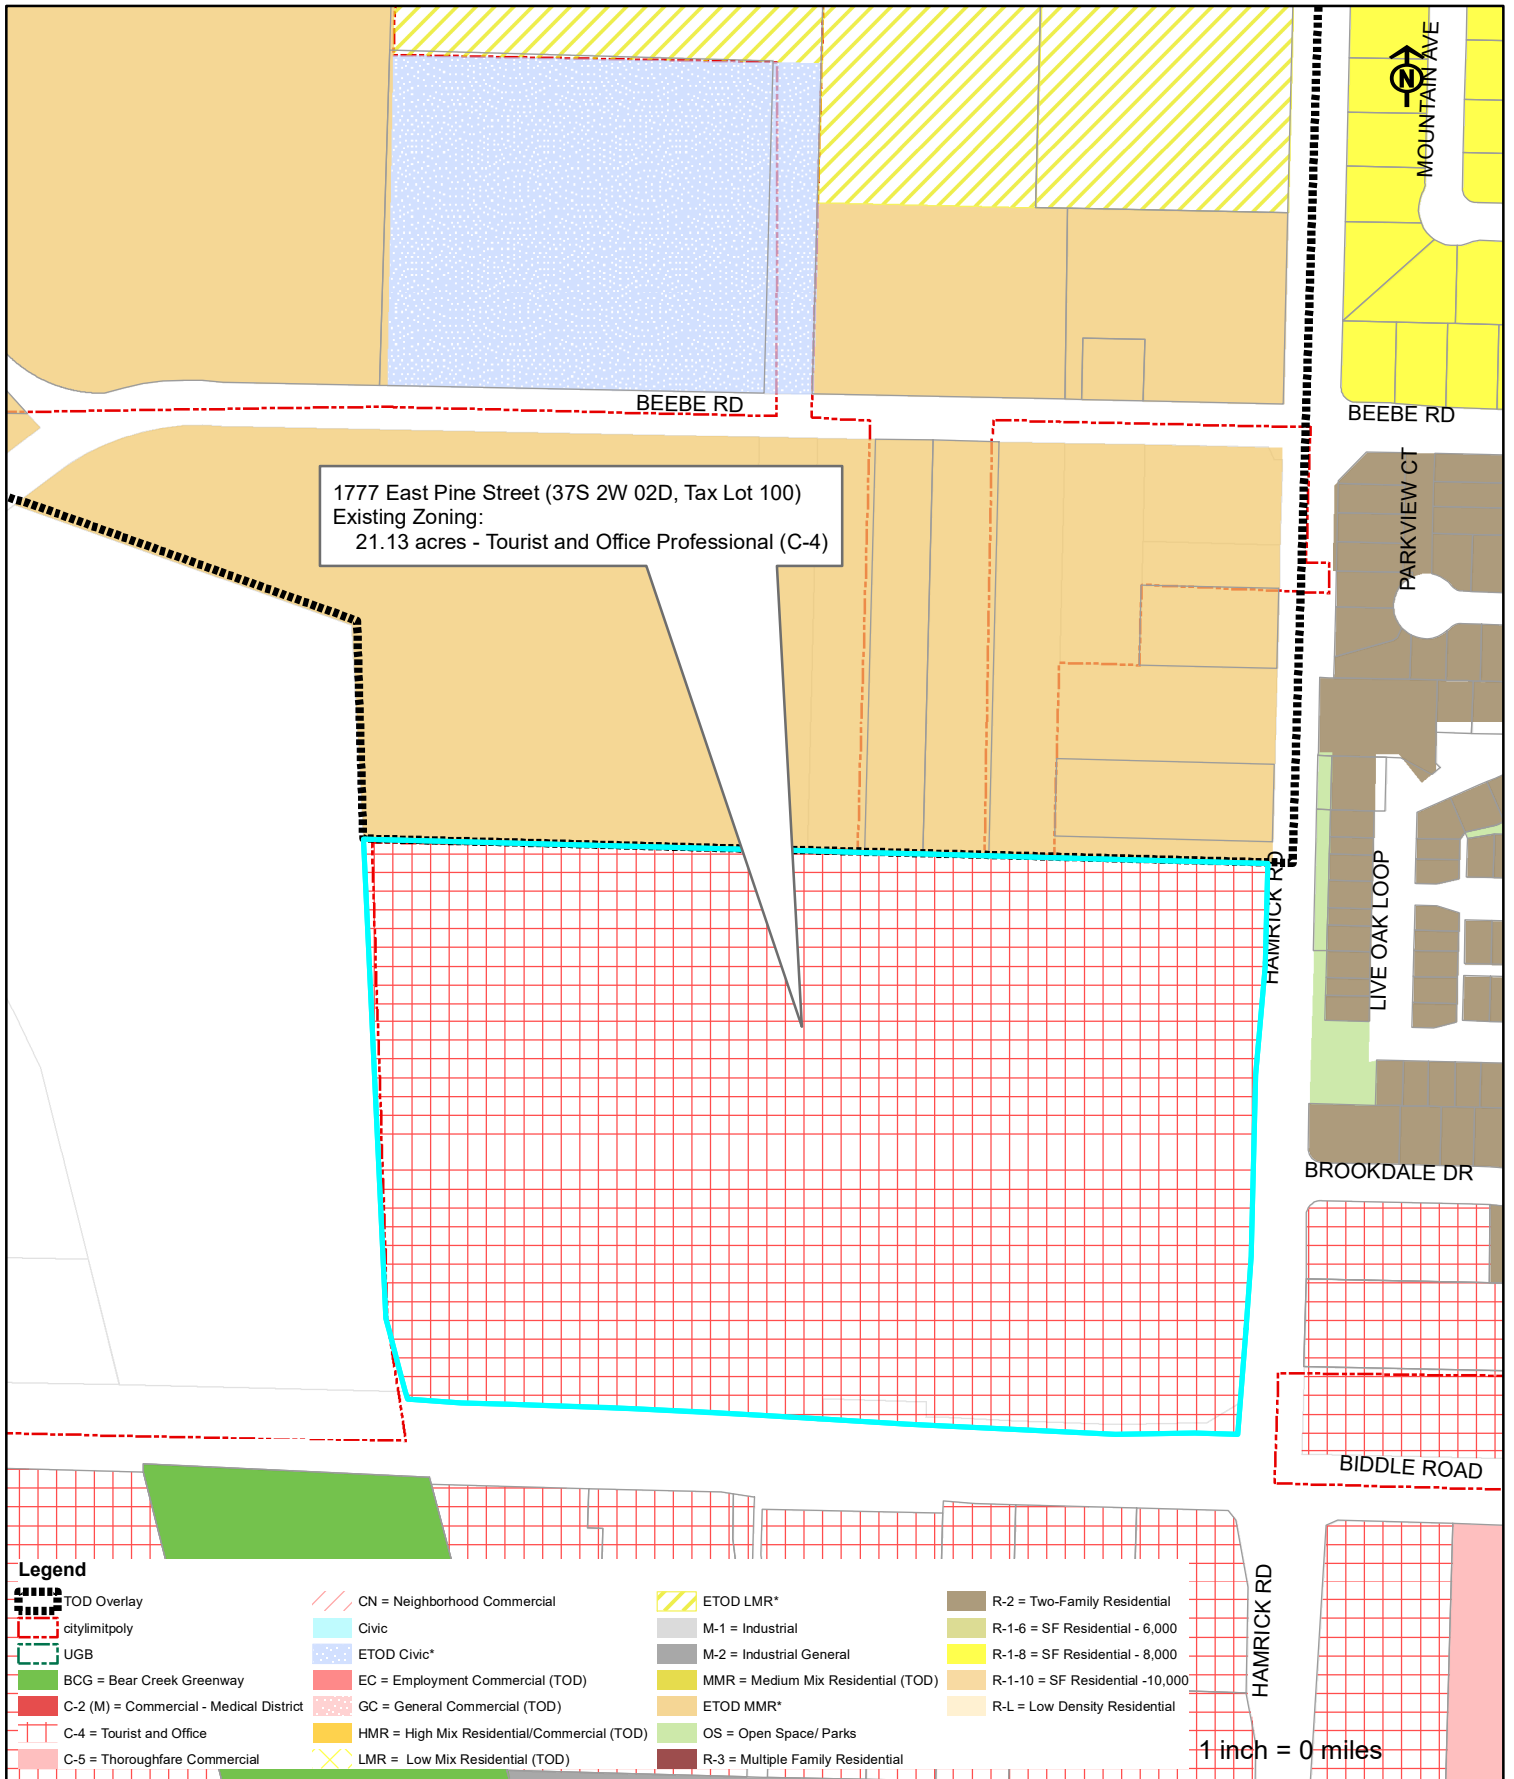 N
MOUNTAIN AVE
BEEBE RD
BEEBE RD
PARKVIEW CT
1777 East Pine Street (37S 2W 02D, Tax Lot 100)
Existing Zoning:
21.13 acres - Tourist and Office Professional (C-4)
HAMRICK RD
LIVE OAK LOOP
BROOKDALE DR
BIDDLE ROAD
HAMRICK RD
Legend
TOD Overlay
citylimitpoly
UGB
BCG = Bear Creek Greenway
C-2 (M) = Commercial - Medical District
C-4 = Tourist and Office
C-5 = Thoroughfare Commercial
CN = Neighborhood Commercial
Civic
ETOD Civic*
EC = Employment Commercial (TOD)
GC = General Commercial (TOD)
HMR = High Mix Residential/Commercial (TOD)
LMR = Low Mix Residential (TOD)
ETOD LMR*
M-1 = Industrial
M-2 = Industrial General
MMR = Medium Mix Residential (TOD)
ETOD MMR*
OS = Open Space/ Parks
R-3 = Multiple Family Residential
R-2 = Two-Family Residential
R-1-6 = SF Residential - 6,000
R-1-8 = SF Residential - 8,000
R-1-10 = SF Residential -10,000
R-L = Low Density Residential
1 inch = 0 miles